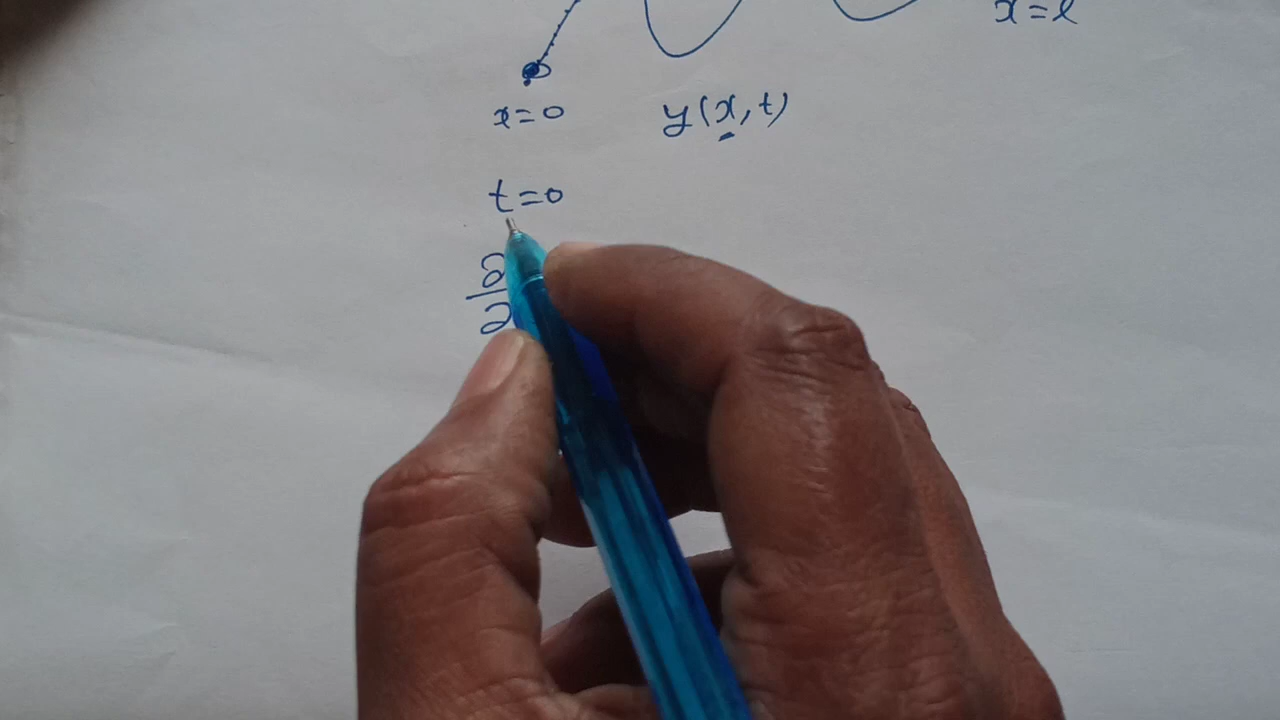 x=l
x=0 y(x,t)
t=0
∂
∂